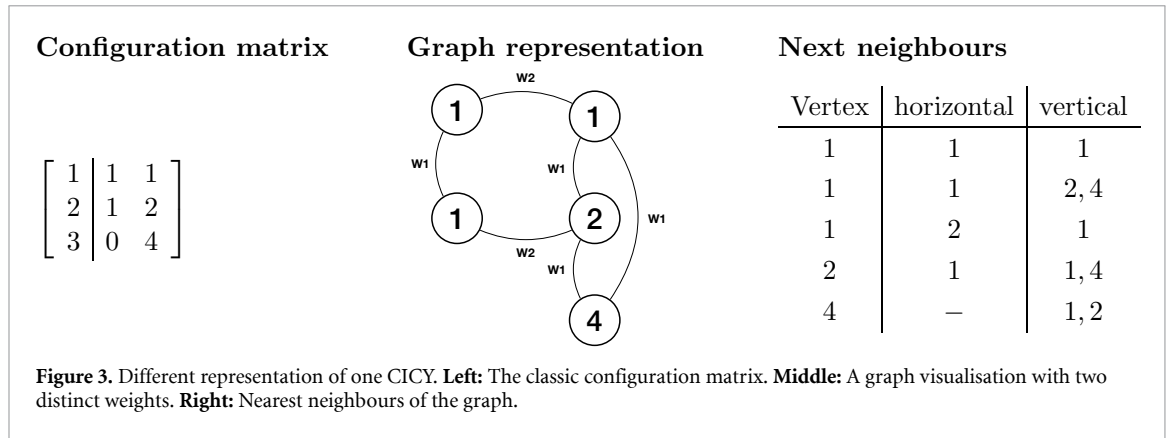 Configuration matrix
1 1 1
2 1 2
3 0 4
Graph representation
W2
1 1
W1 W1
W1
1 2
W2
W1
4
Next neighbours
Vertex horizontal vertical
1 1 1
1 1 2, 4
1 2 1
2 1 1, 4
4 − 1, 2
Figure 3. Different representation of one CICY. Left: The classic configuration matrix. Middle: A graph visualisation with two
distinct weights. Right: Nearest neighbours of the graph.